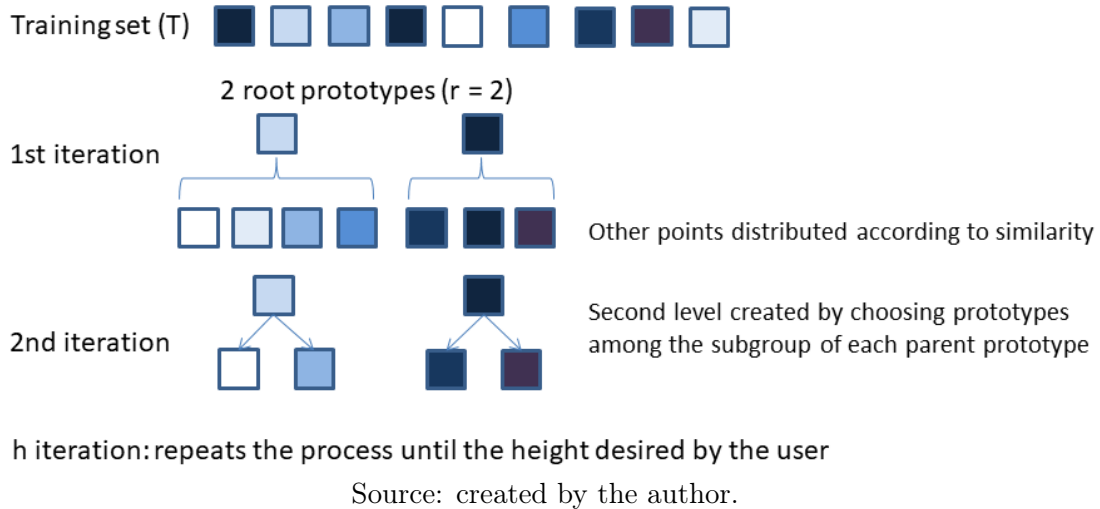 Training set (T)
2 root prototypes (r = 2)
1st iteration
Other points distributed according to similarity
Second level created by choosing prototypes
2nd iteration
among the subgroup of each parent prototype
h iteration: repeats the process until the height desired by the user
Source: created by the author.